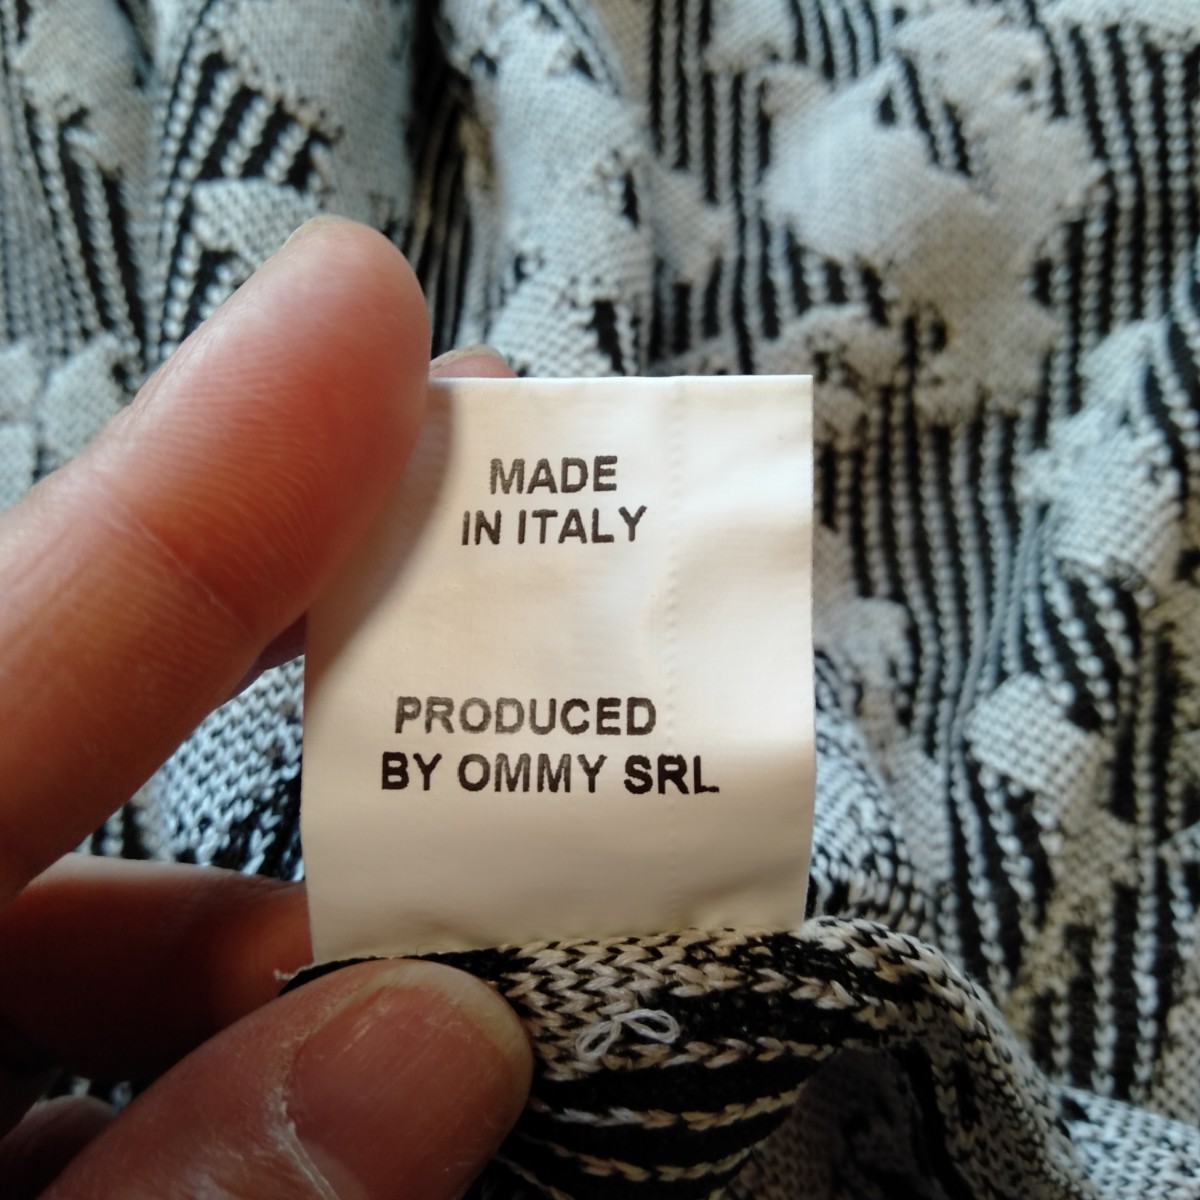 MADE
IN ITALY
PRODUCED
BY OMMY SRL